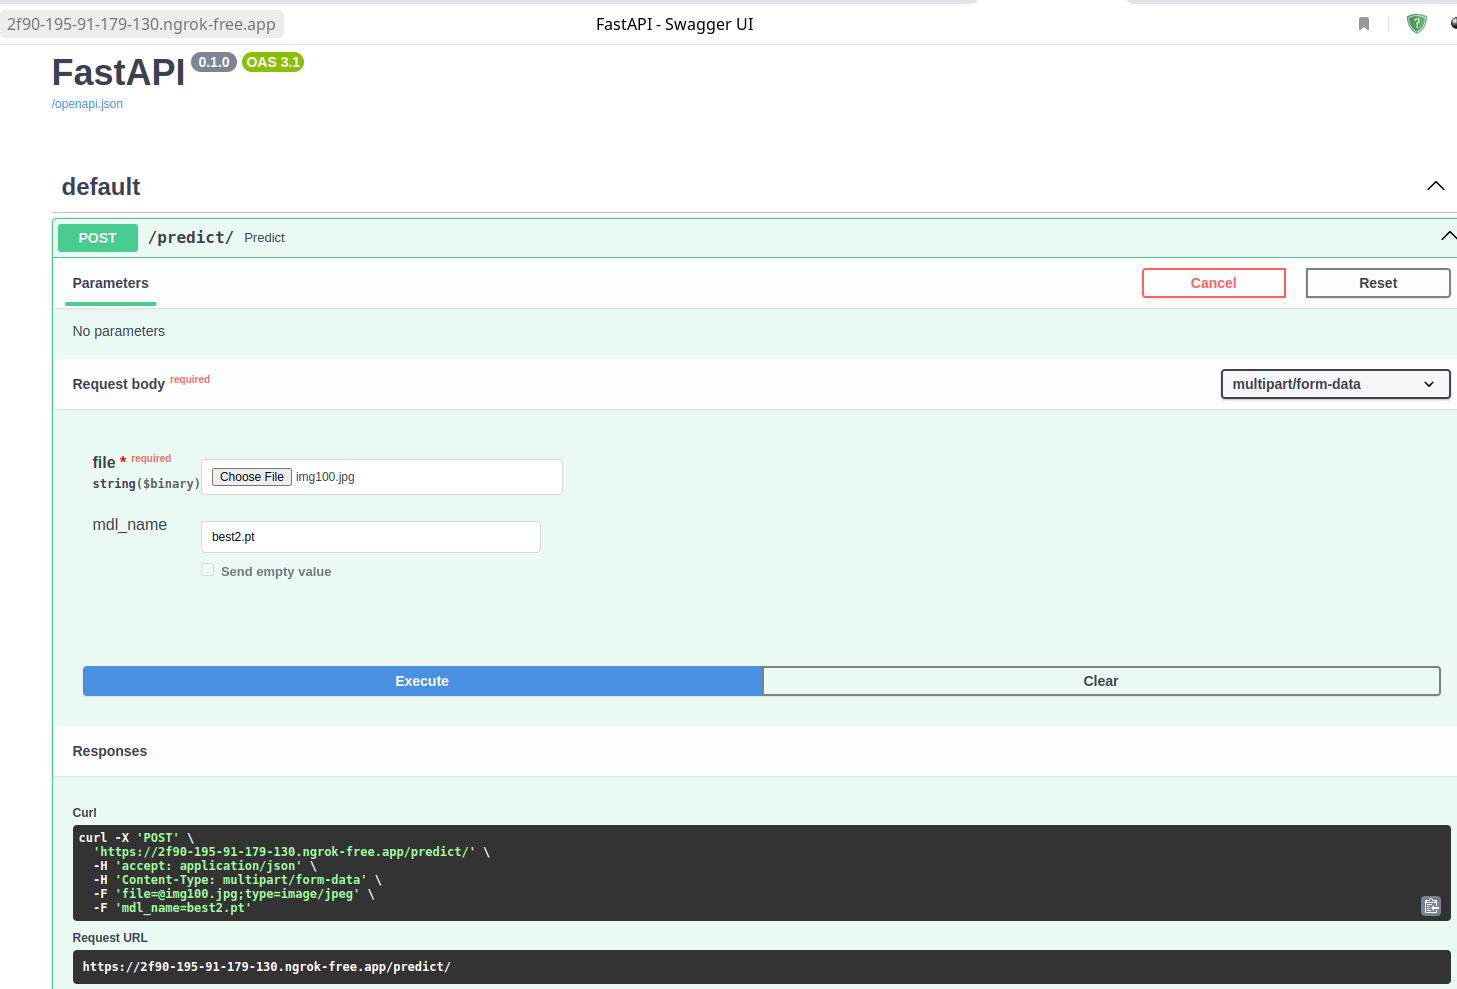 2f90-195-91-179-130.ngrok-free.app
FastAPI - Swagger UI
FastAPI 0.1.0 OAS 3.1
/openapi.json
default
POST /predict/ Predict
Parameters
Cancel
Reset
No parameters
Request body required
multipart/form-data
file * required
string($binary)
Choose File img100.jpg
mdl_name
best2.pt
Send empty value
Execute
Clear
Responses
Curl
curl -X 'POST' \
  'https://2f90-195-91-179-130.ngrok-free.app/predict/' \
  -H 'accept: application/json' \
  -H 'Content-Type: multipart/form-data' \
  -F 'file=@img100.jpg;type=image/jpeg' \
  -F 'mdl_name=best2.pt'
Request URL
https://2f90-195-91-179-130.ngrok-free.app/predict/